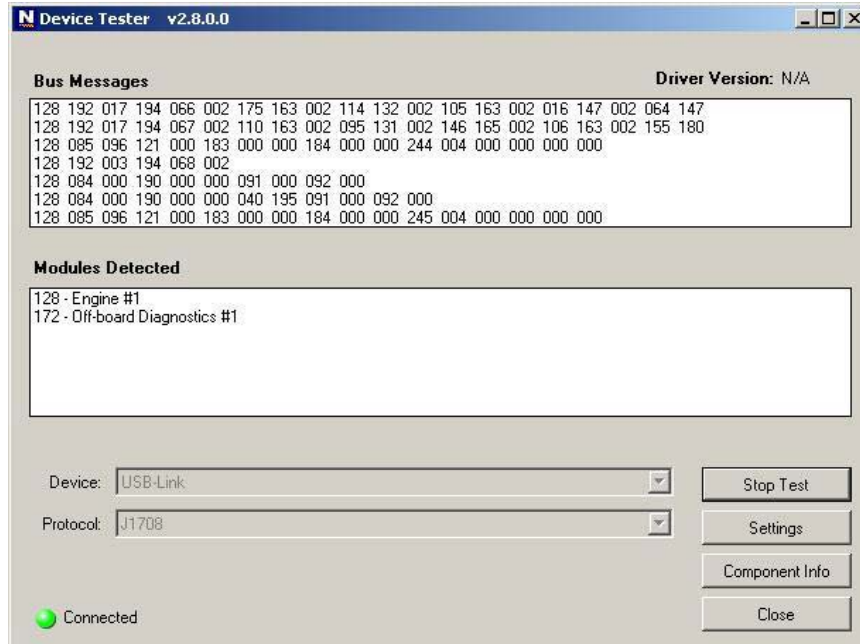 N Device Tester v2.8.0.0
Bus Messages
Driver Version: N/A
128 192 017 194 066 002 175 163 002 114 132 002 105 163 002 016 147 002 064 147
128 192 017 194 067 002 110 163 002 095 131 002 146 165 002 106 163 002 155 180
128 085 096 121 000 183 000 000 184 000 000 244 004 000 000 000 000
128 192 003 194 068 002
128 084 000 190 000 000 091 000 092 000
128 084 000 190 000 000 040 195 091 000 092 000
128 085 096 121 000 183 000 000 184 000 000 245 004 000 000 000 000
Modules Detected
128 - Engine #1
172 - Off-board Diagnostics #1
Device: USB-Link
Stop Test
Protocol: J1708
Settings
Component Info
Connected
Close